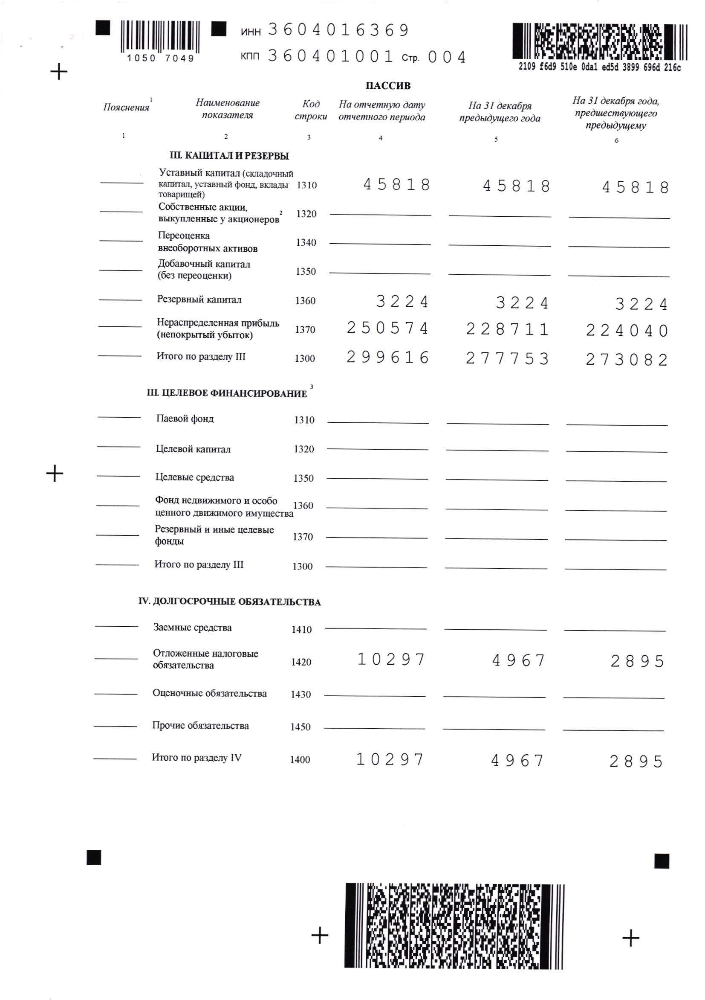 ИНН 3604016369
1050 7049
КПП 360401001 Стр. 004
2109 f6d9 510e 0da1 ed5d 3899 696d 216c
ПАССИВ
Пояснения 1 Наименование показателя Код строки На отчетную дату отчетного периода На 31 декабря предыдущего года На 31 декабря года, предшествующего предыдущему
1 2 3 4 5 6
III. КАПИТАЛ И РЕЗЕРВЫ
Уставный капитал (складочный
капитал, уставный фонд, вклады 1310 45818 45818 45818
товарищей)
Собственные акции,
выкупленные у акционеров 2 1320
Переоценка
внеоборотных активов 1340
Добавочный капитал
(без переоценки) 1350
Резервный капитал 1360 3224 3224 3224
Нераспределенная прибыль
(непокрытый убыток) 1370 250574 228711 224040
Итого по разделу III 1300 299616 277753 273082
III. ЦЕЛЕВОЕ ФИНАНСИРОВАНИЕ 3
Паевой фонд 1310
Целевой капитал 1320
Целевые средства 1350
Фонд недвижимого и особо
ценного движимого имущества 1360
Резервный и иные целевые
фонды 1370
Итого по разделу III 1300
IV. ДОЛГОСРОЧНЫЕ ОБЯЗАТЕЛЬСТВА
Заемные средства 1410
Отложенные налоговые
обязательства 1420 10297 4967 2895
Оценочные обязательства 1430
Прочие обязательства 1450
Итого по разделу IV 1400 10297 4967 2895